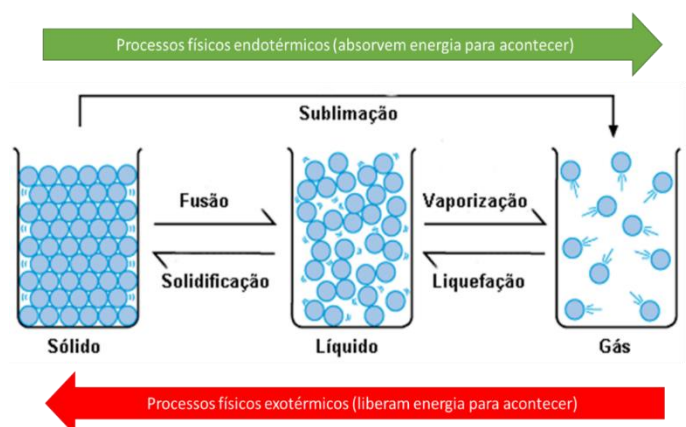 Processos físicos endotérmicos (absorvem energia para acontecer)
Sublimação
Fusão
Vaporização
Solidificação
Liquefação
Sólido
Líquido
Gás
Processos físicos exotérmicos (liberam energia para acontecer)